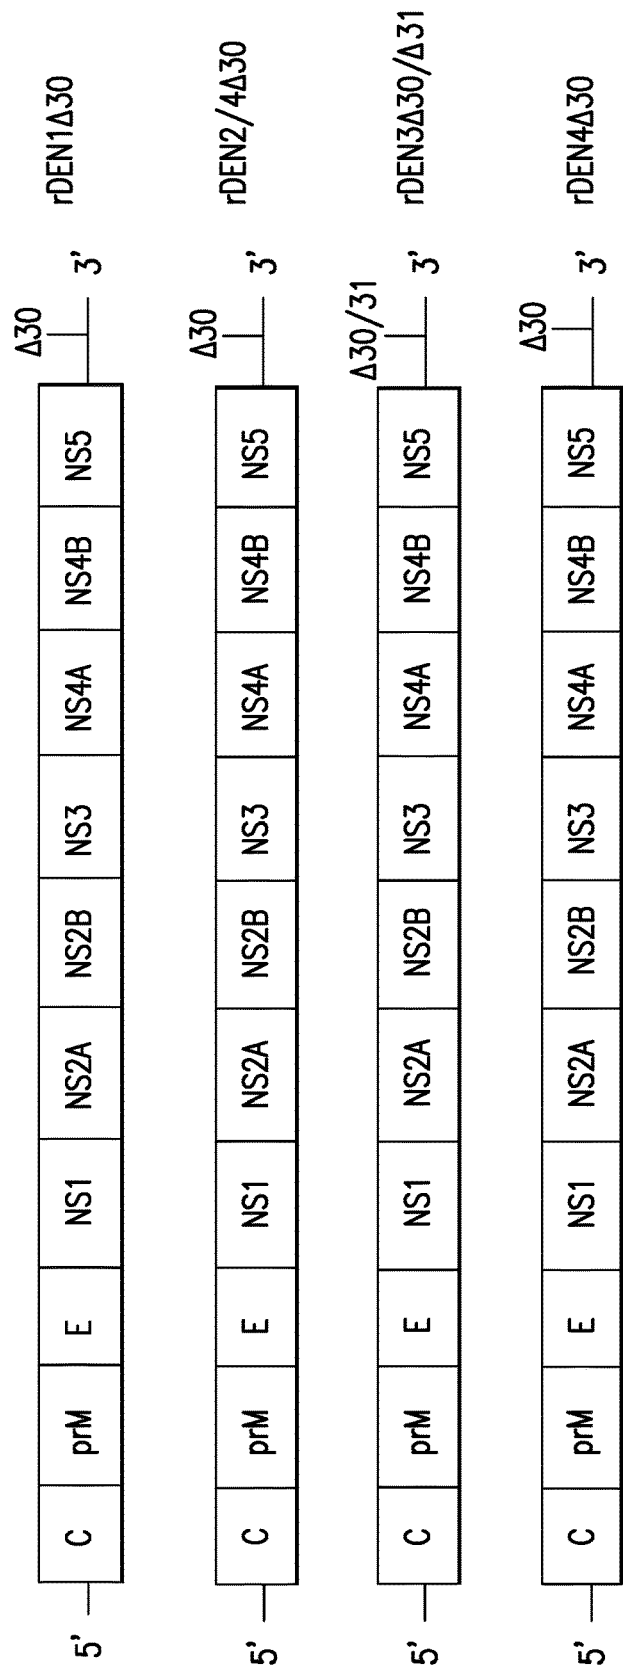 Δ30
5' C prM E NS1 NS2A NS2B NS3 NS4A NS4B NS5 3' rDEN1Δ30
Δ30
5' C prM E NS1 NS2A NS2B NS3 NS4A NS4B NS5 3' rDEN2/4Δ30
Δ30/31
5' C prM E NS1 NS2A NS2B NS3 NS4A NS4B NS5 3' rDEN3Δ30/Δ31
Δ30
5' C prM E NS1 NS2A NS2B NS3 NS4A NS4B NS5 3' rDEN4Δ30